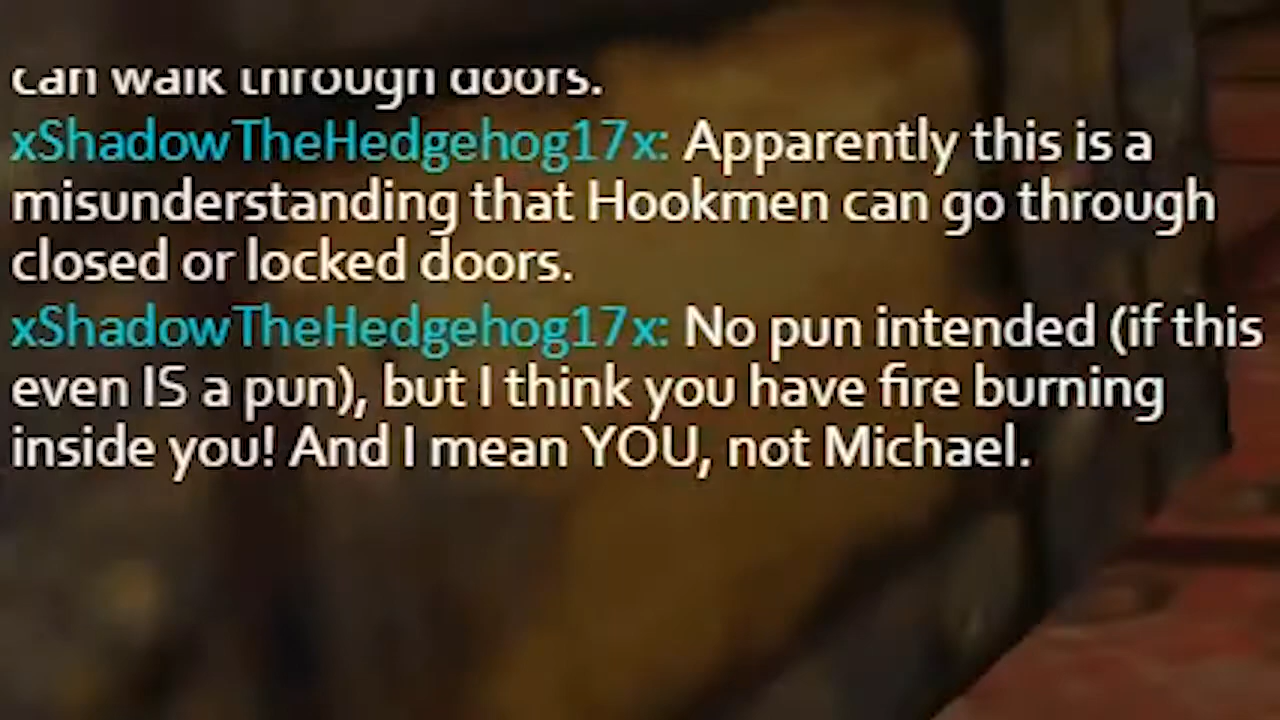 can walk through doors.
xShadowTheHedgehog17x: Apparently this is a
misunderstanding that Hookmen can go through
closed or locked doors.
xShadowTheHedgehog17x: No pun intended (if this
even IS a pun), but I think you have fire burning
inside you! And I mean YOU, not Michael.